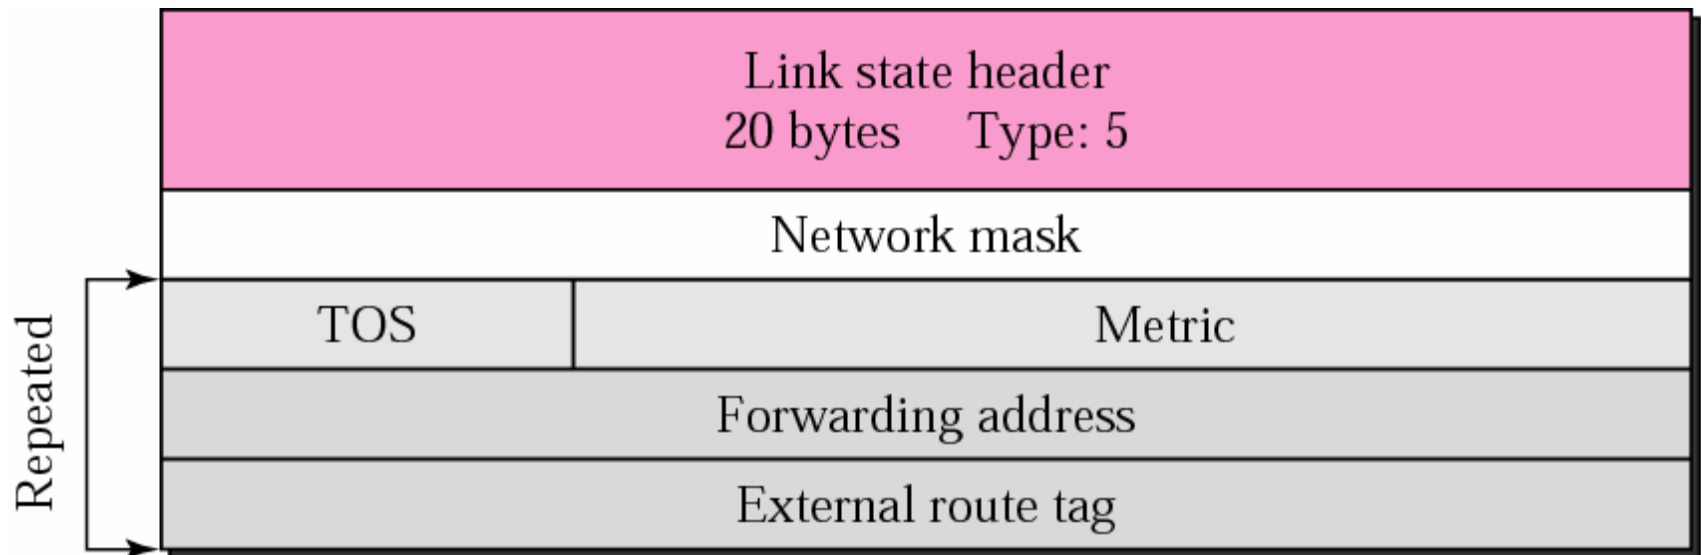 Link state header
20 bytes Type: 5
Network mask
Repeated
TOS
Metric
Forwarding address
External route tag